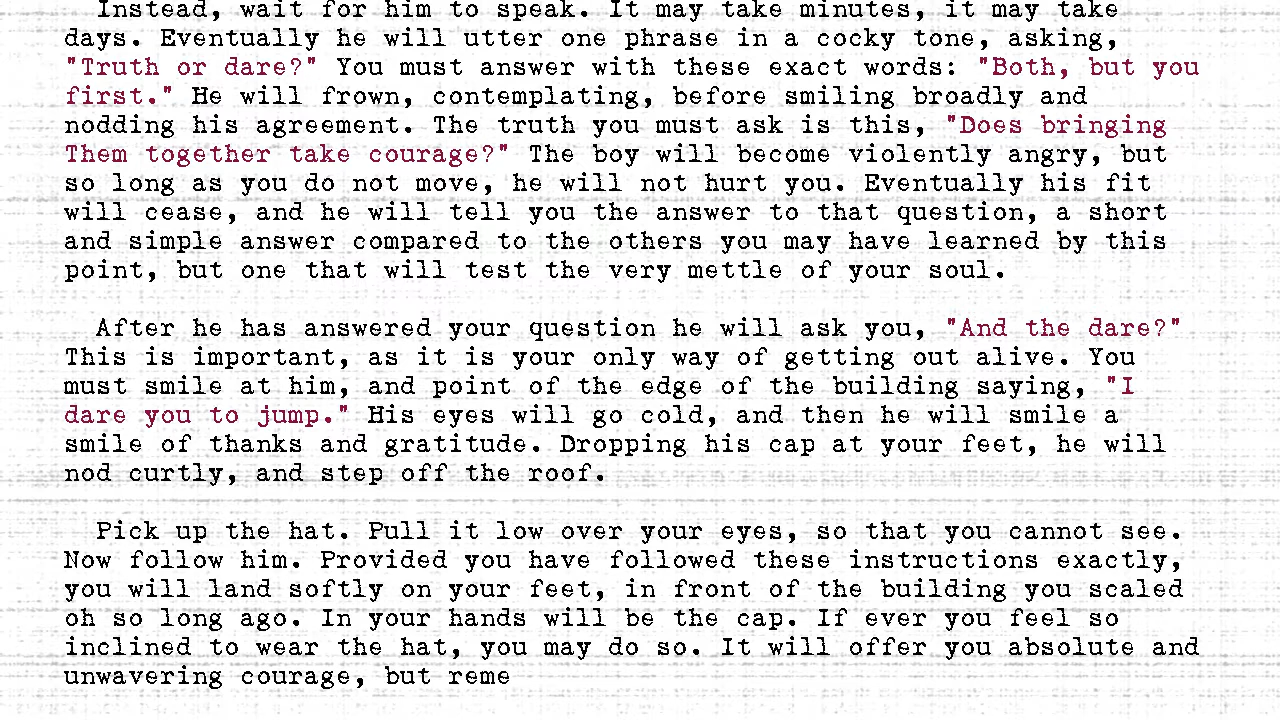 Instead, wait for him to speak. It may take minutes, it may take
days. Eventually he will utter one phrase in a cocky tone, asking,
"Truth or dare?" You must answer with these exact words: "Both, but you
first." He will frown, contemplating, before smiling broadly and
nodding his agreement. The truth you must ask is this, "Does bringing
Them together take courage?" The boy will become violently angry, but
so long as you do not move, he will not hurt you. Eventually his fit
will cease, and he will tell you the answer to that question, a short
and simple answer compared to the others you may have learned by this
point, but one that will test the very mettle of your soul.
After he has answered your question he will ask you, "And the dare?"
This is important, as it is your only way of getting out alive. You
must smile at him, and point of the edge of the building saying, "I
dare you to jump." His eyes will go cold, and then he will smile a
smile of thanks and gratitude. Dropping his cap at your feet, he will
nod curtly, and step off the roof.
Pick up the hat. Pull it low over your eyes, so that you cannot see.
Now follow him. Provided you have followed these instructions exactly,
you will land softly on your feet, in front of the building you scaled
oh so long ago. In your hands will be the cap. If ever you feel so
inclined to wear the hat, you may do so. It will offer you absolute and
unwavering courage, but reme